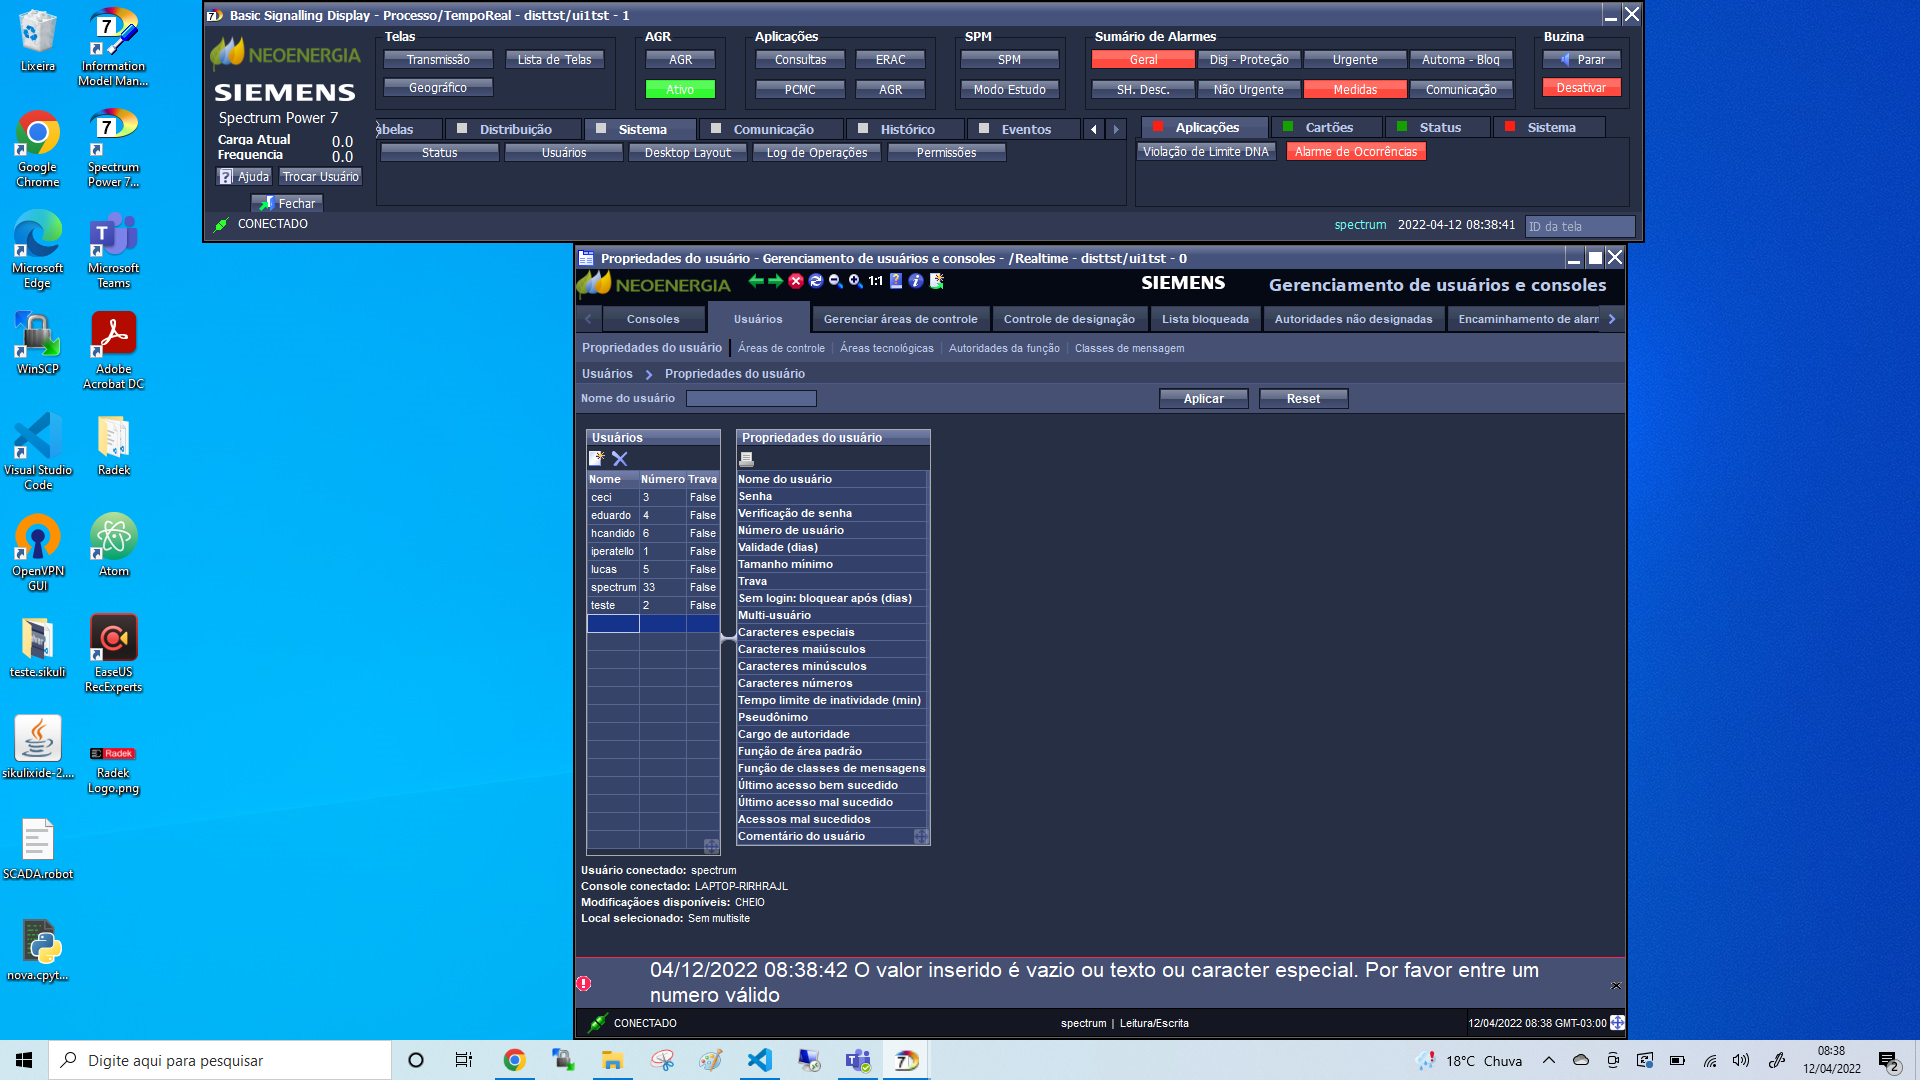 Lixeira
Information
Model Man...
Google
Chrome
Spectrum
Power 7...
Microsoft
Edge
Microsoft
Teams
WinSCP
Adobe
Acrobat DC
Visual Studio
Code
Radek
OpenVPN
GUI
Atom
teste.sikuli
EaseUS
RecExperts
sikulixide-2....
Radek
Radek
Logo.png
SCADA.robot
nova.cpyt...
Basic Signalling Display - Processo/TempoReal - disttst/ui1tst - 1
NEOENERGIA
SIEMENS
Spectrum Power 7
Carga Atual 0.0
Frequencia 0.0
Ajuda Trocar Usuário
Fechar
Telas
Transmissão Lista de Telas
Geográfico
AGR
AGR
Ativo
Aplicações
Consultas ERAC
PCMC AGR
SPM
SPM
Modo Estudo
Sumário de Alarmes
Geral Disj - Proteção Urgente Automa - Bloq
SH. Desc. Não Urgente Medidas Comunicação
Buzina
Parar
Desativar
abelas Distribuição Sistema Comunicação Histórico Eventos
Status Usuários Desktop Layout Log de Operações Permissões
Aplicações Cartões Status Sistema
Violação de Limite DNA Alarme de Ocorrências
CONECTADO
spectrum 2022-04-12 08:38:41 ID da tela
Propriedades do usuário - Gerenciamento de usuários e consoles - /Realtime - disttst/ui1tst - 0
NEOENERGIA 1:1 SIEMENS Gerenciamento de usuários e consoles
Consoles Usuários Gerenciar áreas de controle Controle de designação Lista bloqueada Autoridades não designadas Encaminhamento de alarn
Propriedades do usuário Áreas de controle Áreas tecnológicas Autoridades da função Classes de mensagem
Usuários Propriedades do usuário
Nome do usuário Aplicar Reset
Usuários
Nome Número Trava
ceci 3 False
eduardo 4 False
hcandido 6 False
iperatello 1 False
lucas 5 False
spectrum 33 False
teste 2 False
Propriedades do usuário
Nome do usuário
Senha
Verificação de senha
Número de usuário
Validade (dias)
Tamanho mínimo
Trava
Sem login: bloquear após (dias)
Multi-usuário
Caracteres especiais
Caracteres maiúsculos
Caracteres minúsculos
Caracteres números
Tempo limite de inatividade (min)
Pseudônimo
Cargo de autoridade
Função de área padrão
Função de classes de mensagens
Último acesso bem sucedido
Último acesso mal sucedido
Acessos mal sucedidos
Comentário do usuário
Usuário conectado: spectrum
Console conectado: LAPTOP-RIRHRAJL
Modificaçãoes disponíveis: CHEIO
Local selecionado: Sem multisite
04/12/2022 08:38:42 O valor inserido é vazio ou texto ou caracter especial. Por favor entre um
numero válido
CONECTADO spectrum | Leitura/Escrita 12/04/2022 08:38 GMT-03:00
Digite aqui para pesquisar
18°C Chuva
08:38
12/04/2022
2